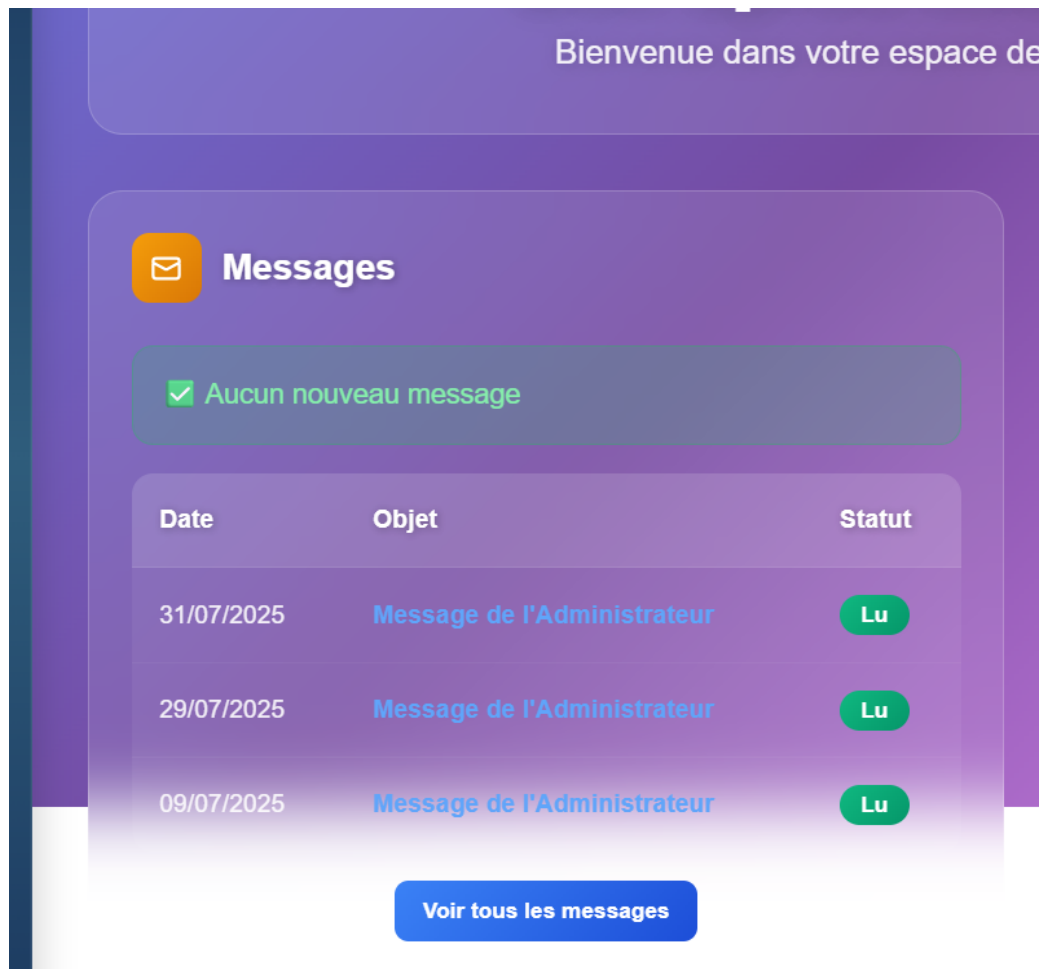 Bienvenue dans votre espace de
Messages
Aucun nouveau message
Date Objet Statut
31/07/2025 Message de l'Administrateur Lu
29/07/2025 Message de l'Administrateur Lu
09/07/2025 Message de l'Administrateur Lu
Voir tous les messages